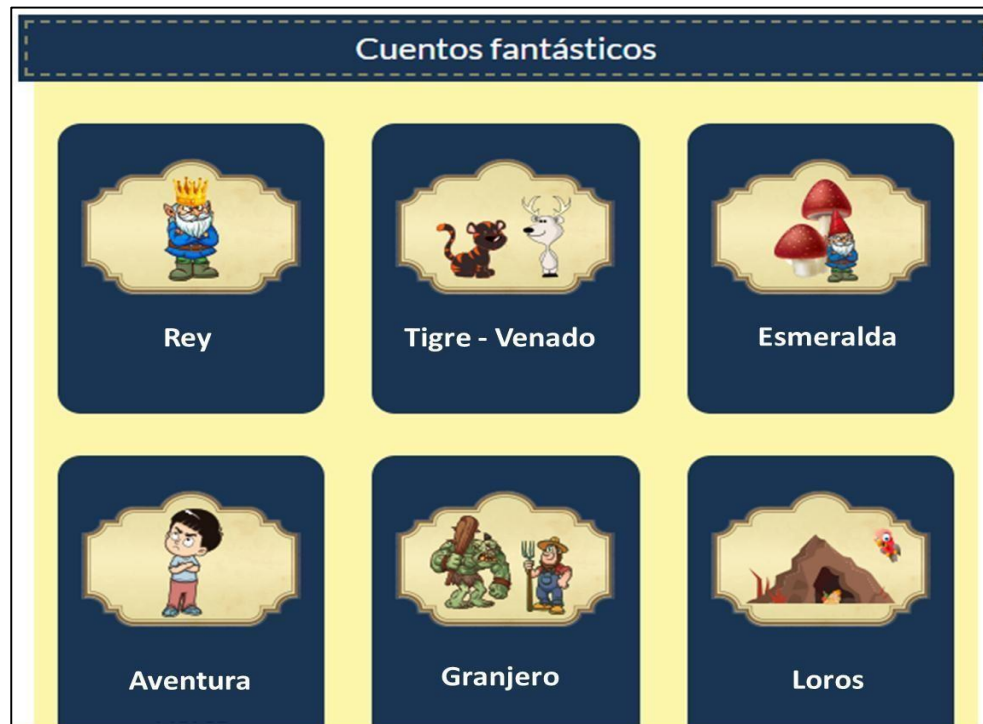 Cuentos fantásticos
Rey
Tigre - Venado
Esmeralda
Aventura
Granjero
Loros